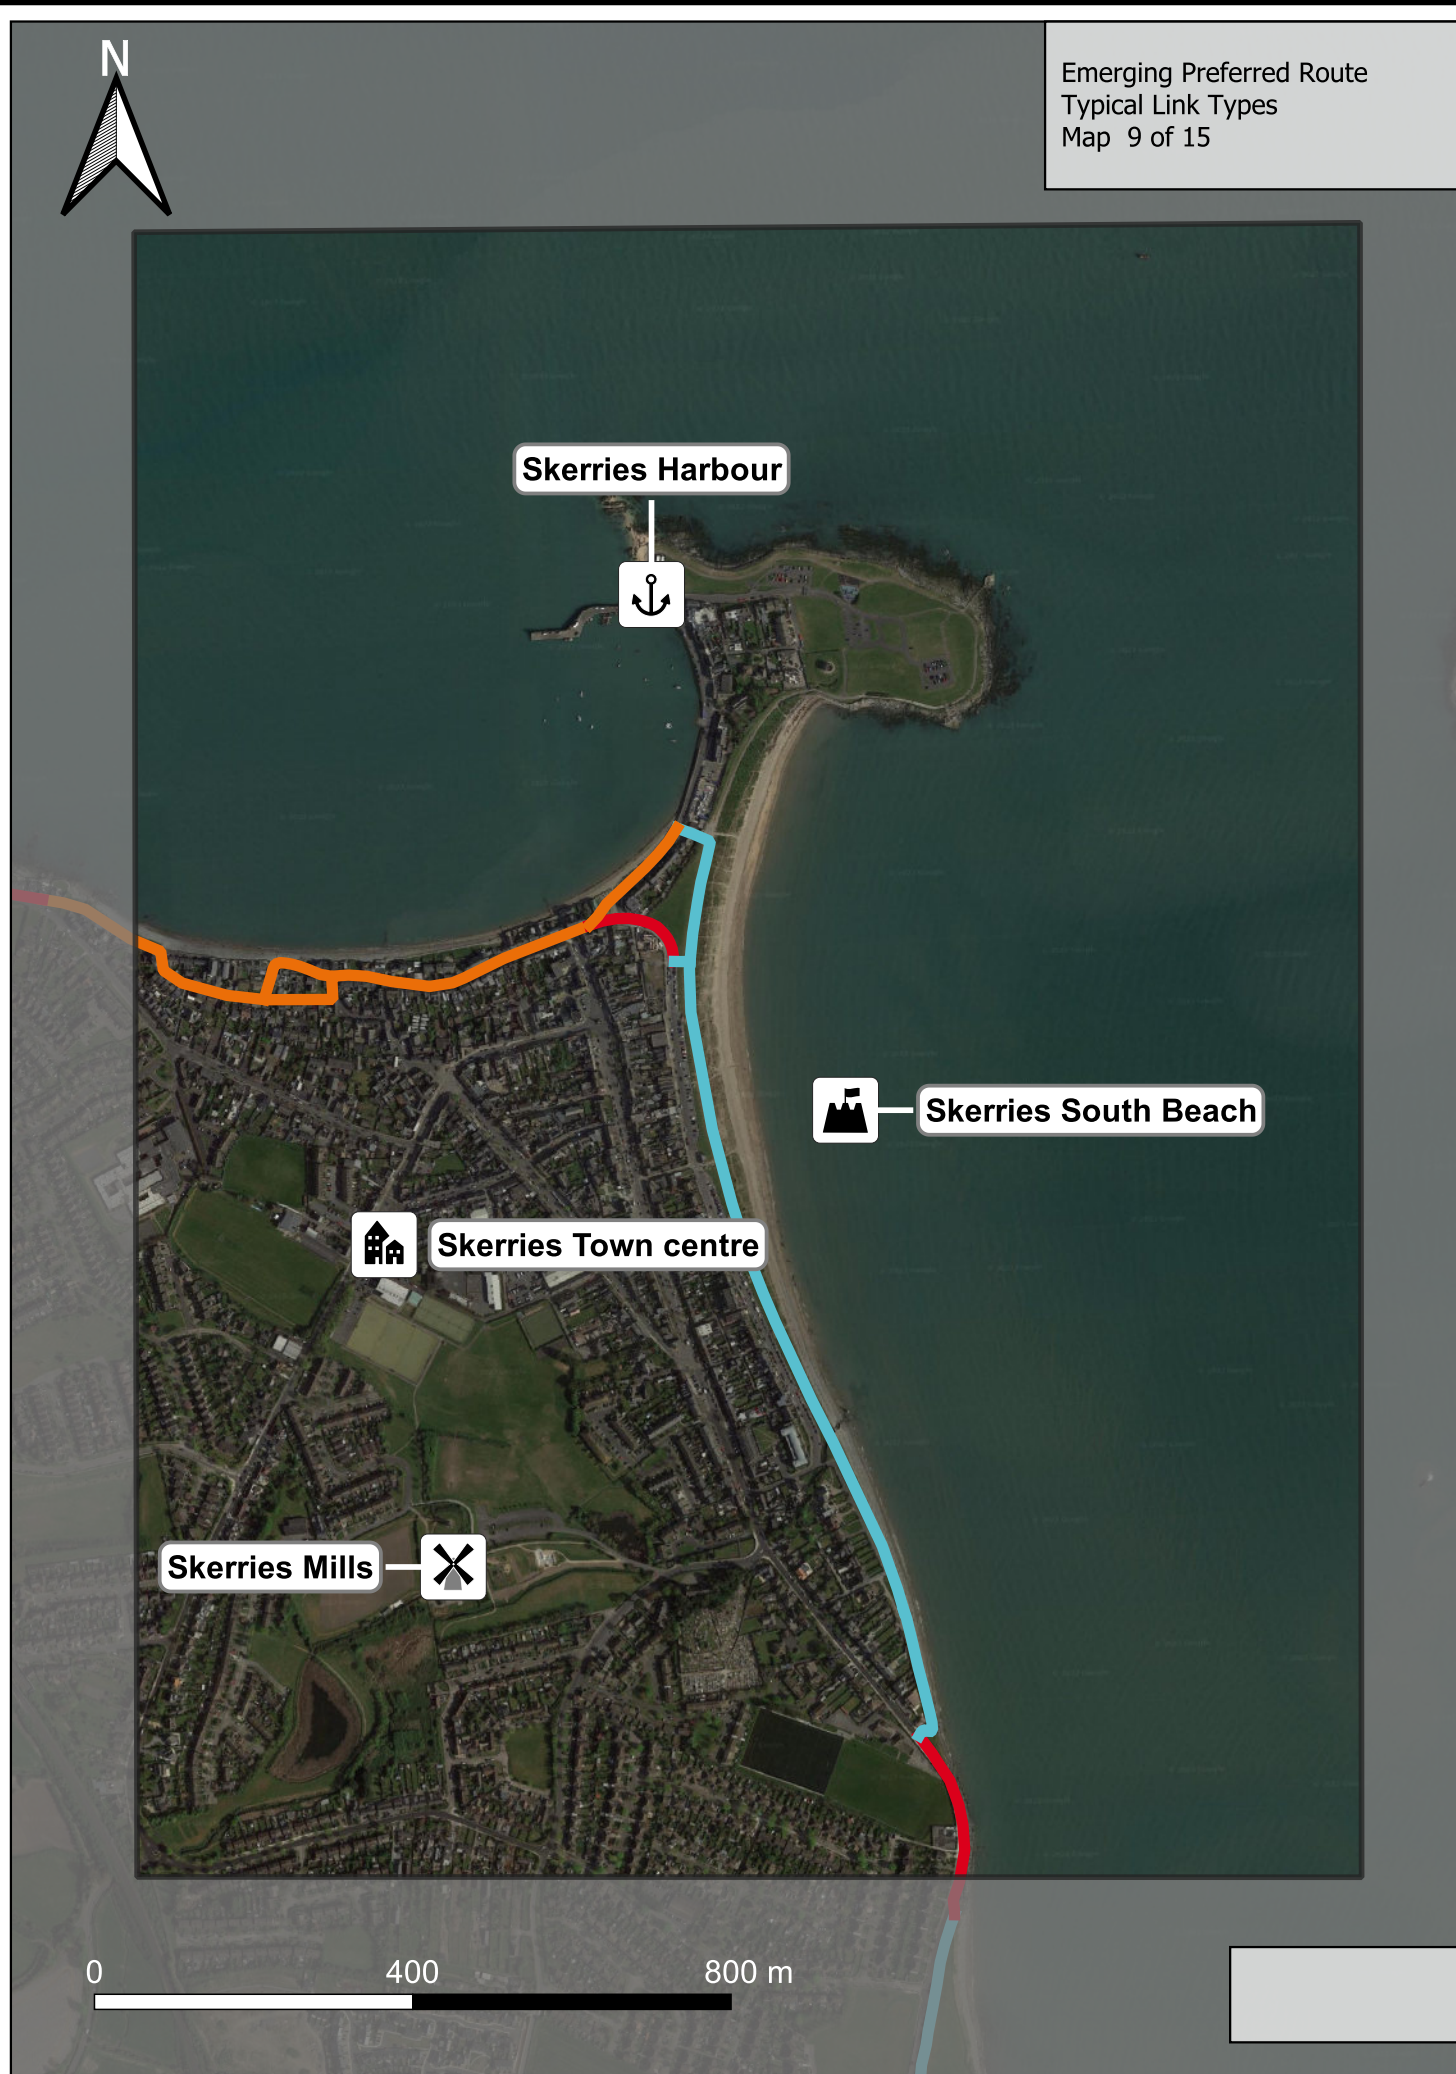 N
Emerging Preferred Route
Typical Link Types
Map 9 of 15
Skerries Harbour
Skerries South Beach
Skerries Town centre
Skerries Mills
0 400 800 m